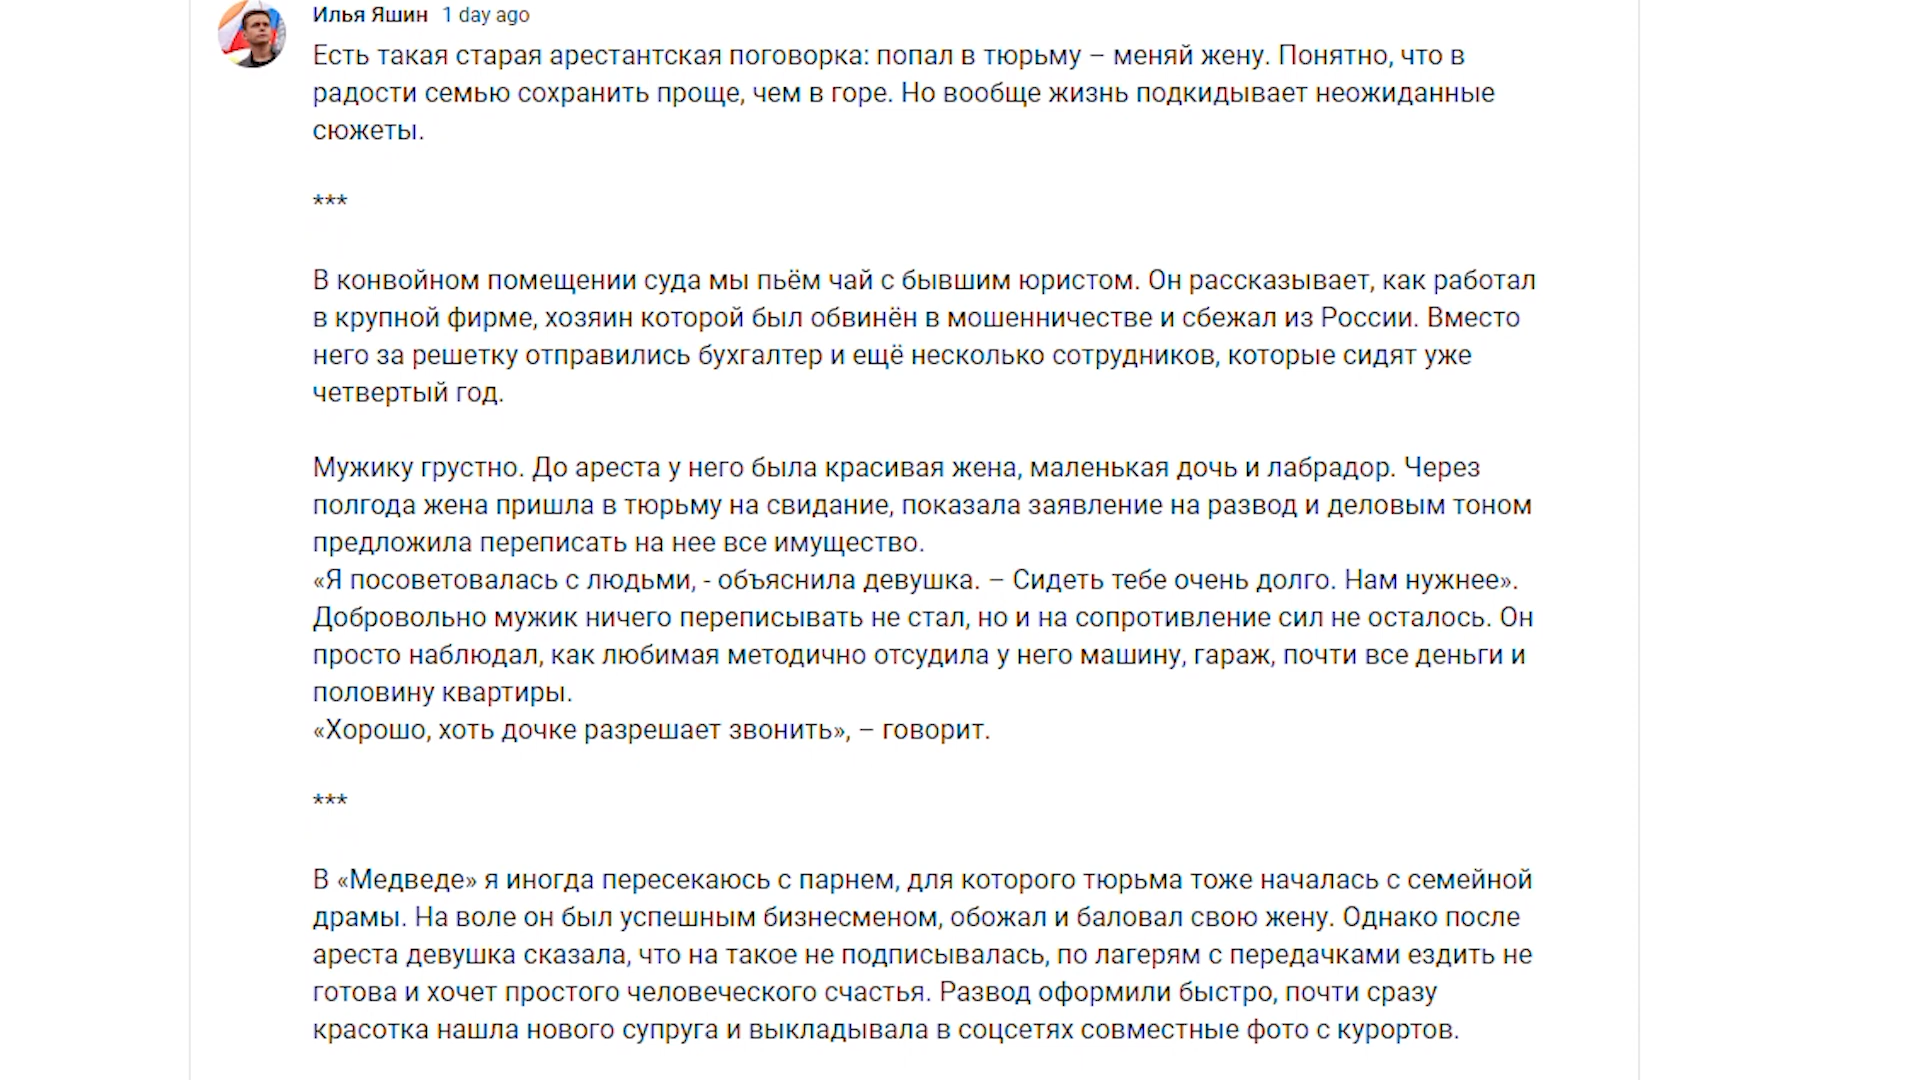 Илья Яшин 1 day ago
Есть такая старая арестантская поговорка: попал в тюрьму – меняй жену. Понятно, что в
радости семью сохранить проще, чем в горе. Но вообще жизнь подкидывает неожиданные
сюжеты.
***
В конвойном помещении суда мы пьём чай с бывшим юристом. Он рассказывает, как работал
в крупной фирме, хозяин которой был обвинён в мошенничестве и сбежал из России. Вместо
него за решетку отправились бухгалтер и ещё несколько сотрудников, которые сидят уже
четвертый год.
Мужику грустно. До ареста у него была красивая жена, маленькая дочь и лабрадор. Через
полгода жена пришла в тюрьму на свидание, показала заявление на развод и деловым тоном
предложила переписать на нее все имущество.
«Я посоветовалась с людьми, - объяснила девушка. – Сидеть тебе очень долго. Нам нужнее».
Добровольно мужик ничего переписывать не стал, но и на сопротивление сил не осталось. Он
просто наблюдал, как любимая методично отсудила у него машину, гараж, почти все деньги и
половину квартиры.
«Хорошо, хоть дочке разрешает звонить», – говорит.
***
В «Медведе» я иногда пересекаюсь с парнем, для которого тюрьма тоже началась с семейной
драмы. На воле он был успешным бизнесменом, обожал и баловал свою жену. Однако после
ареста девушка сказала, что на такое не подписывалась, по лагерям с передачками ездить не
готова и хочет простого человеческого счастья. Развод оформили быстро, почти сразу
красотка нашла нового супруга и выкладывала в соцсетях совместные фото с курортов.